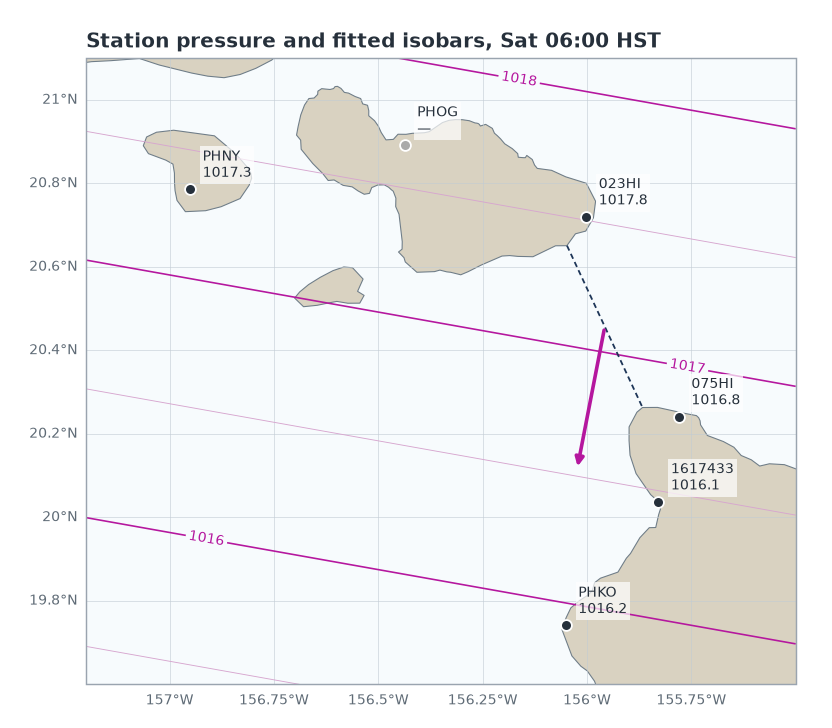 Station pressure and fitted isobars, Sat 06:00 HST
1018
21°N
PHOG
—
PHNY
1017.3
20.8°N
023HI
1017.8
20.6°N
20.4°N
1017
075HI
1016.8
20.2°N
1617433
1016.1
20°N
1016
19.8°N
PHKO
1016.2
157°W
156.75°W
156.5°W
156.25°W
156°W
155.75°W